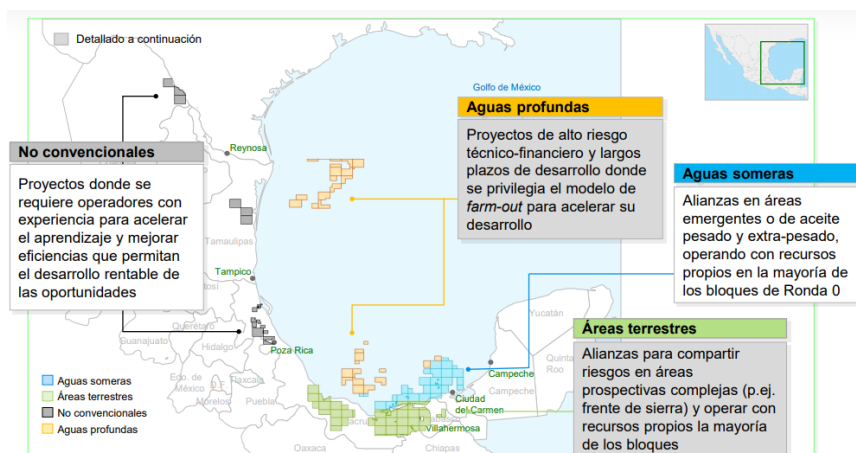 Detallado a continuación
Golfo de México
Aguas profundas
Proyectos de alto riesgo
técnico-financiero y largos
plazos de desarrollo donde
se privilegia el modelo de
farm-out para acelerar su
desarrollo
No convencionales
Proyectos donde se
requiere operadores con
experiencia para acelerar
el aprendizaje y mejorar
eficiencias que permitan
el desarrollo rentable de
las oportunidades
Reynosa
Aguas someras
Alianzas en áreas
emergentes o de aceite
pesado y extra-pesado,
operando con recursos
propios en la mayoría de
los bloques de Ronda 0
Tamaulipas
Tampico
Yucatán
Querétaro
Guanajuato
Hidalgo
Poza Rica
Áreas terrestres
Alianzas para compartir
riesgos en áreas
prospectivas complejas (p.ej.
frente de sierra) y operar con
recursos propios la mayoría
de los bloques
Quintana
Roo
Campeche
Campeche
Ciudad
del Carmen
Villahermosa
Edo. de
México
D.F.
Tlaxcala
Morelos
Puebla
Oaxaca
Chiapas
Aguas someras
Áreas terrestres
No convencionales
Aguas profundas